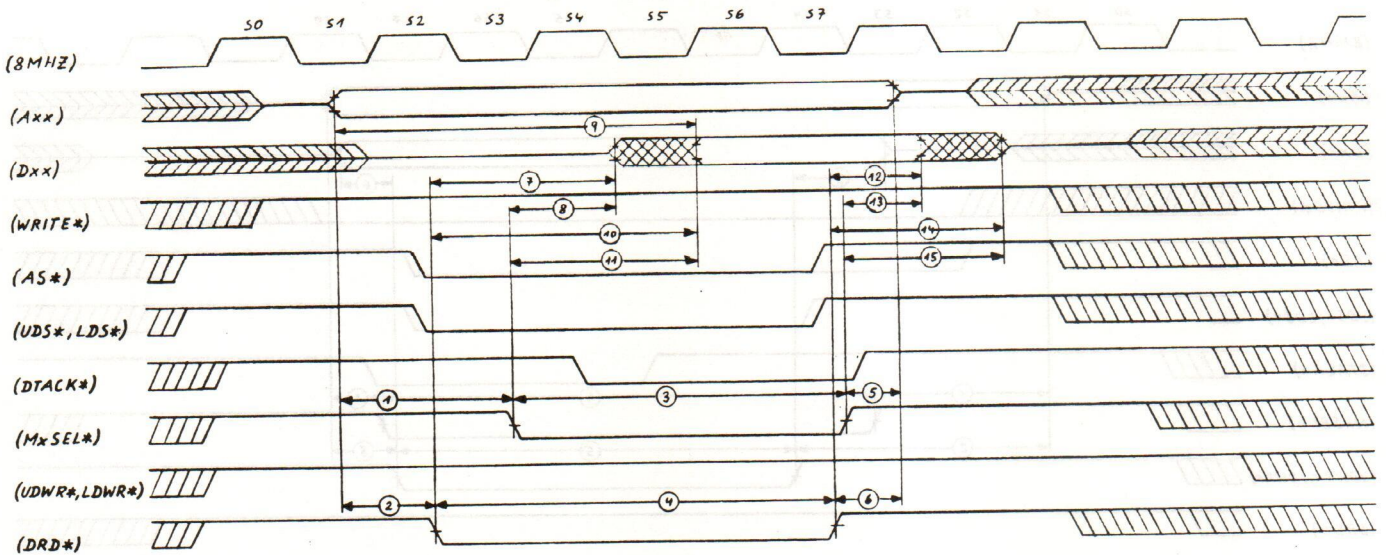 S0 S1 S2 S3 S4 S5 S6 S7
(8MHZ)
(Axx)
9
(Dxx)
7 12
8 13
(WRITE*)
10 14
11 15
(AS*)
(UDS*,LDS*)
(DTACK*)
1 3 5
(MxSEL*)
(UDWR*,LDWR*)
2 4 6
(DRD*)